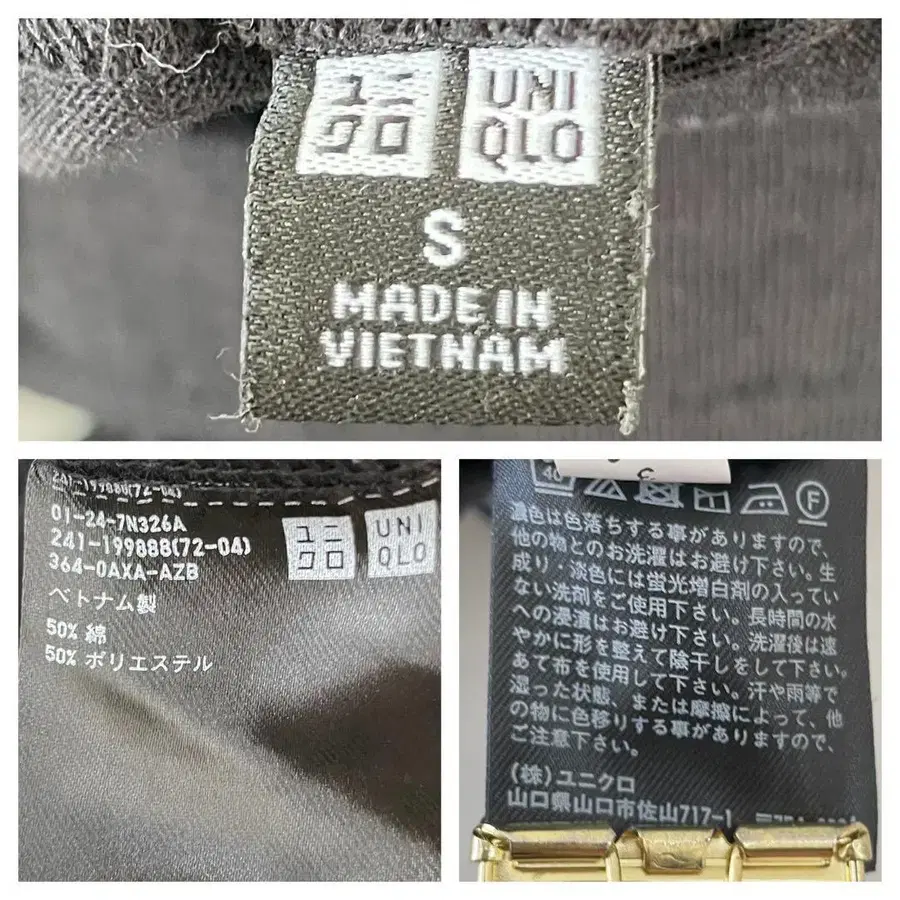 ユニ
クロ
UNI
QLO
S
MADE IN
VIETNAM
241-199888(72-04)
01-24-7N326A
241-199888(72-04)
364-0AXA-AZB
ベトナム製
50% 綿
50% ポリエステル
ユニ
クロ
UNI
QLO
3
40
F
濃色は色落ちする事がありますので、
他の物とのお洗濯はお避け下さい。生
成り・淡色には蛍光増白剤の入ってい
ない洗剤をご使用下さい。長時間の水
への浸漬はお避け下さい。洗濯後は速
やかに形を整えて陰干しをして下さい。
あて布を使用して下さい。汗や雨等で
湿った状態、または摩擦によって、他
の物に色移りする事がありますので、
ご注意下さい。
(株)ユニクロ
山口県山口市佐山717-1